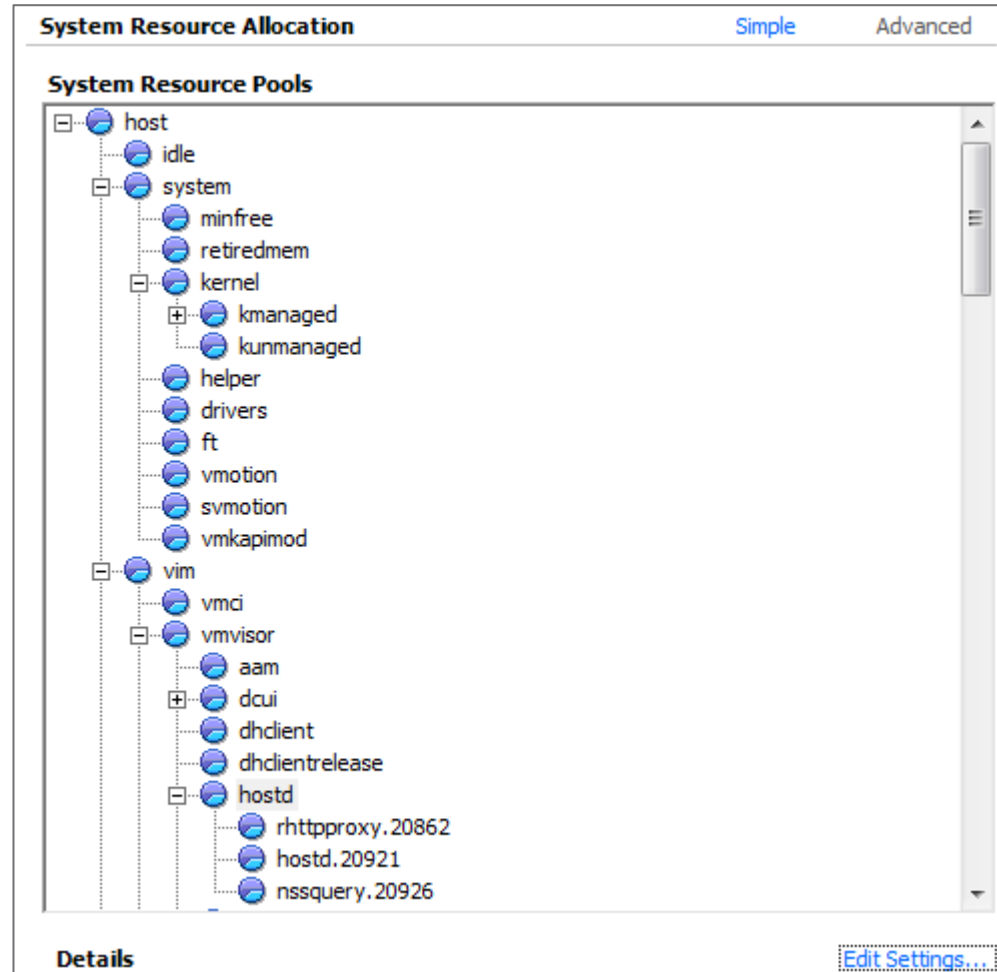 System Resource Allocation Simple Advanced
System Resource Pools
host
idle
system
minfree
retiredmem
kernel
kmanaged
kunmanaged
helper
drivers
ft
vmotion
svmotion
vmkapimod
vim
vmci
vmvisor
aam
dcui
dhclient
dhclientrelease
hostd
rhttpproxy.20862
hostd.20921
nssquery.20926
Details Edit Settings...